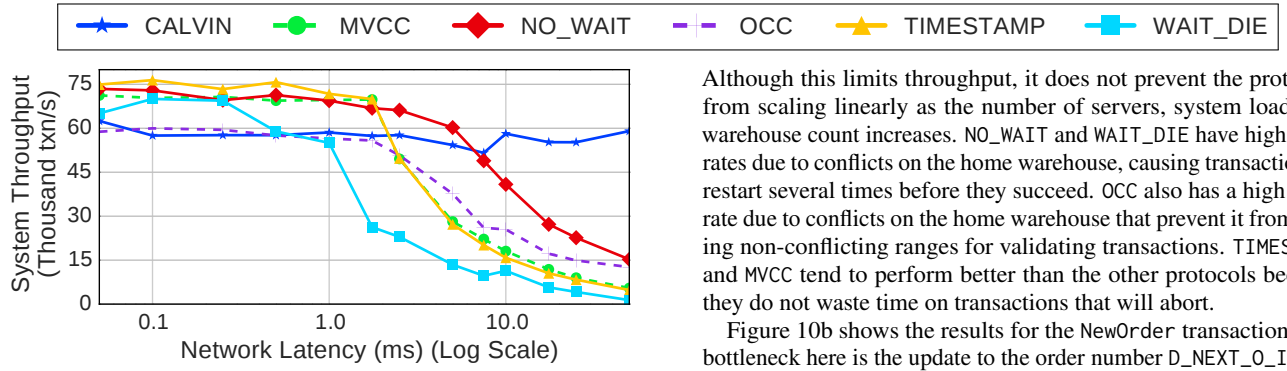 CALVIN MVCC NO_WAIT OCC TIMESTAMP WAIT_DIE
System Throughput
(Thousand txn/s)
75
60
45
30
15
0
0.1 1.0 10.0
Network Latency (ms) (Log Scale)
Although this limits throughput, it does not prevent the prot
from scaling linearly as the number of servers, system load
warehouse count increases. NO_WAIT and WAIT_DIE have high
rates due to conflicts on the home warehouse, causing transactio
restart several times before they succeed. OCC also has a high
rate due to conflicts on the home warehouse that prevent it from
ing non-conflicting ranges for validating transactions. TIMES
and MVCC tend to perform better than the other protocols bec
they do not waste time on transactions that will abort.
Figure 10b shows the results for the NewOrder transaction
bottleneck here is the update to the order number D_NEXT_O_I